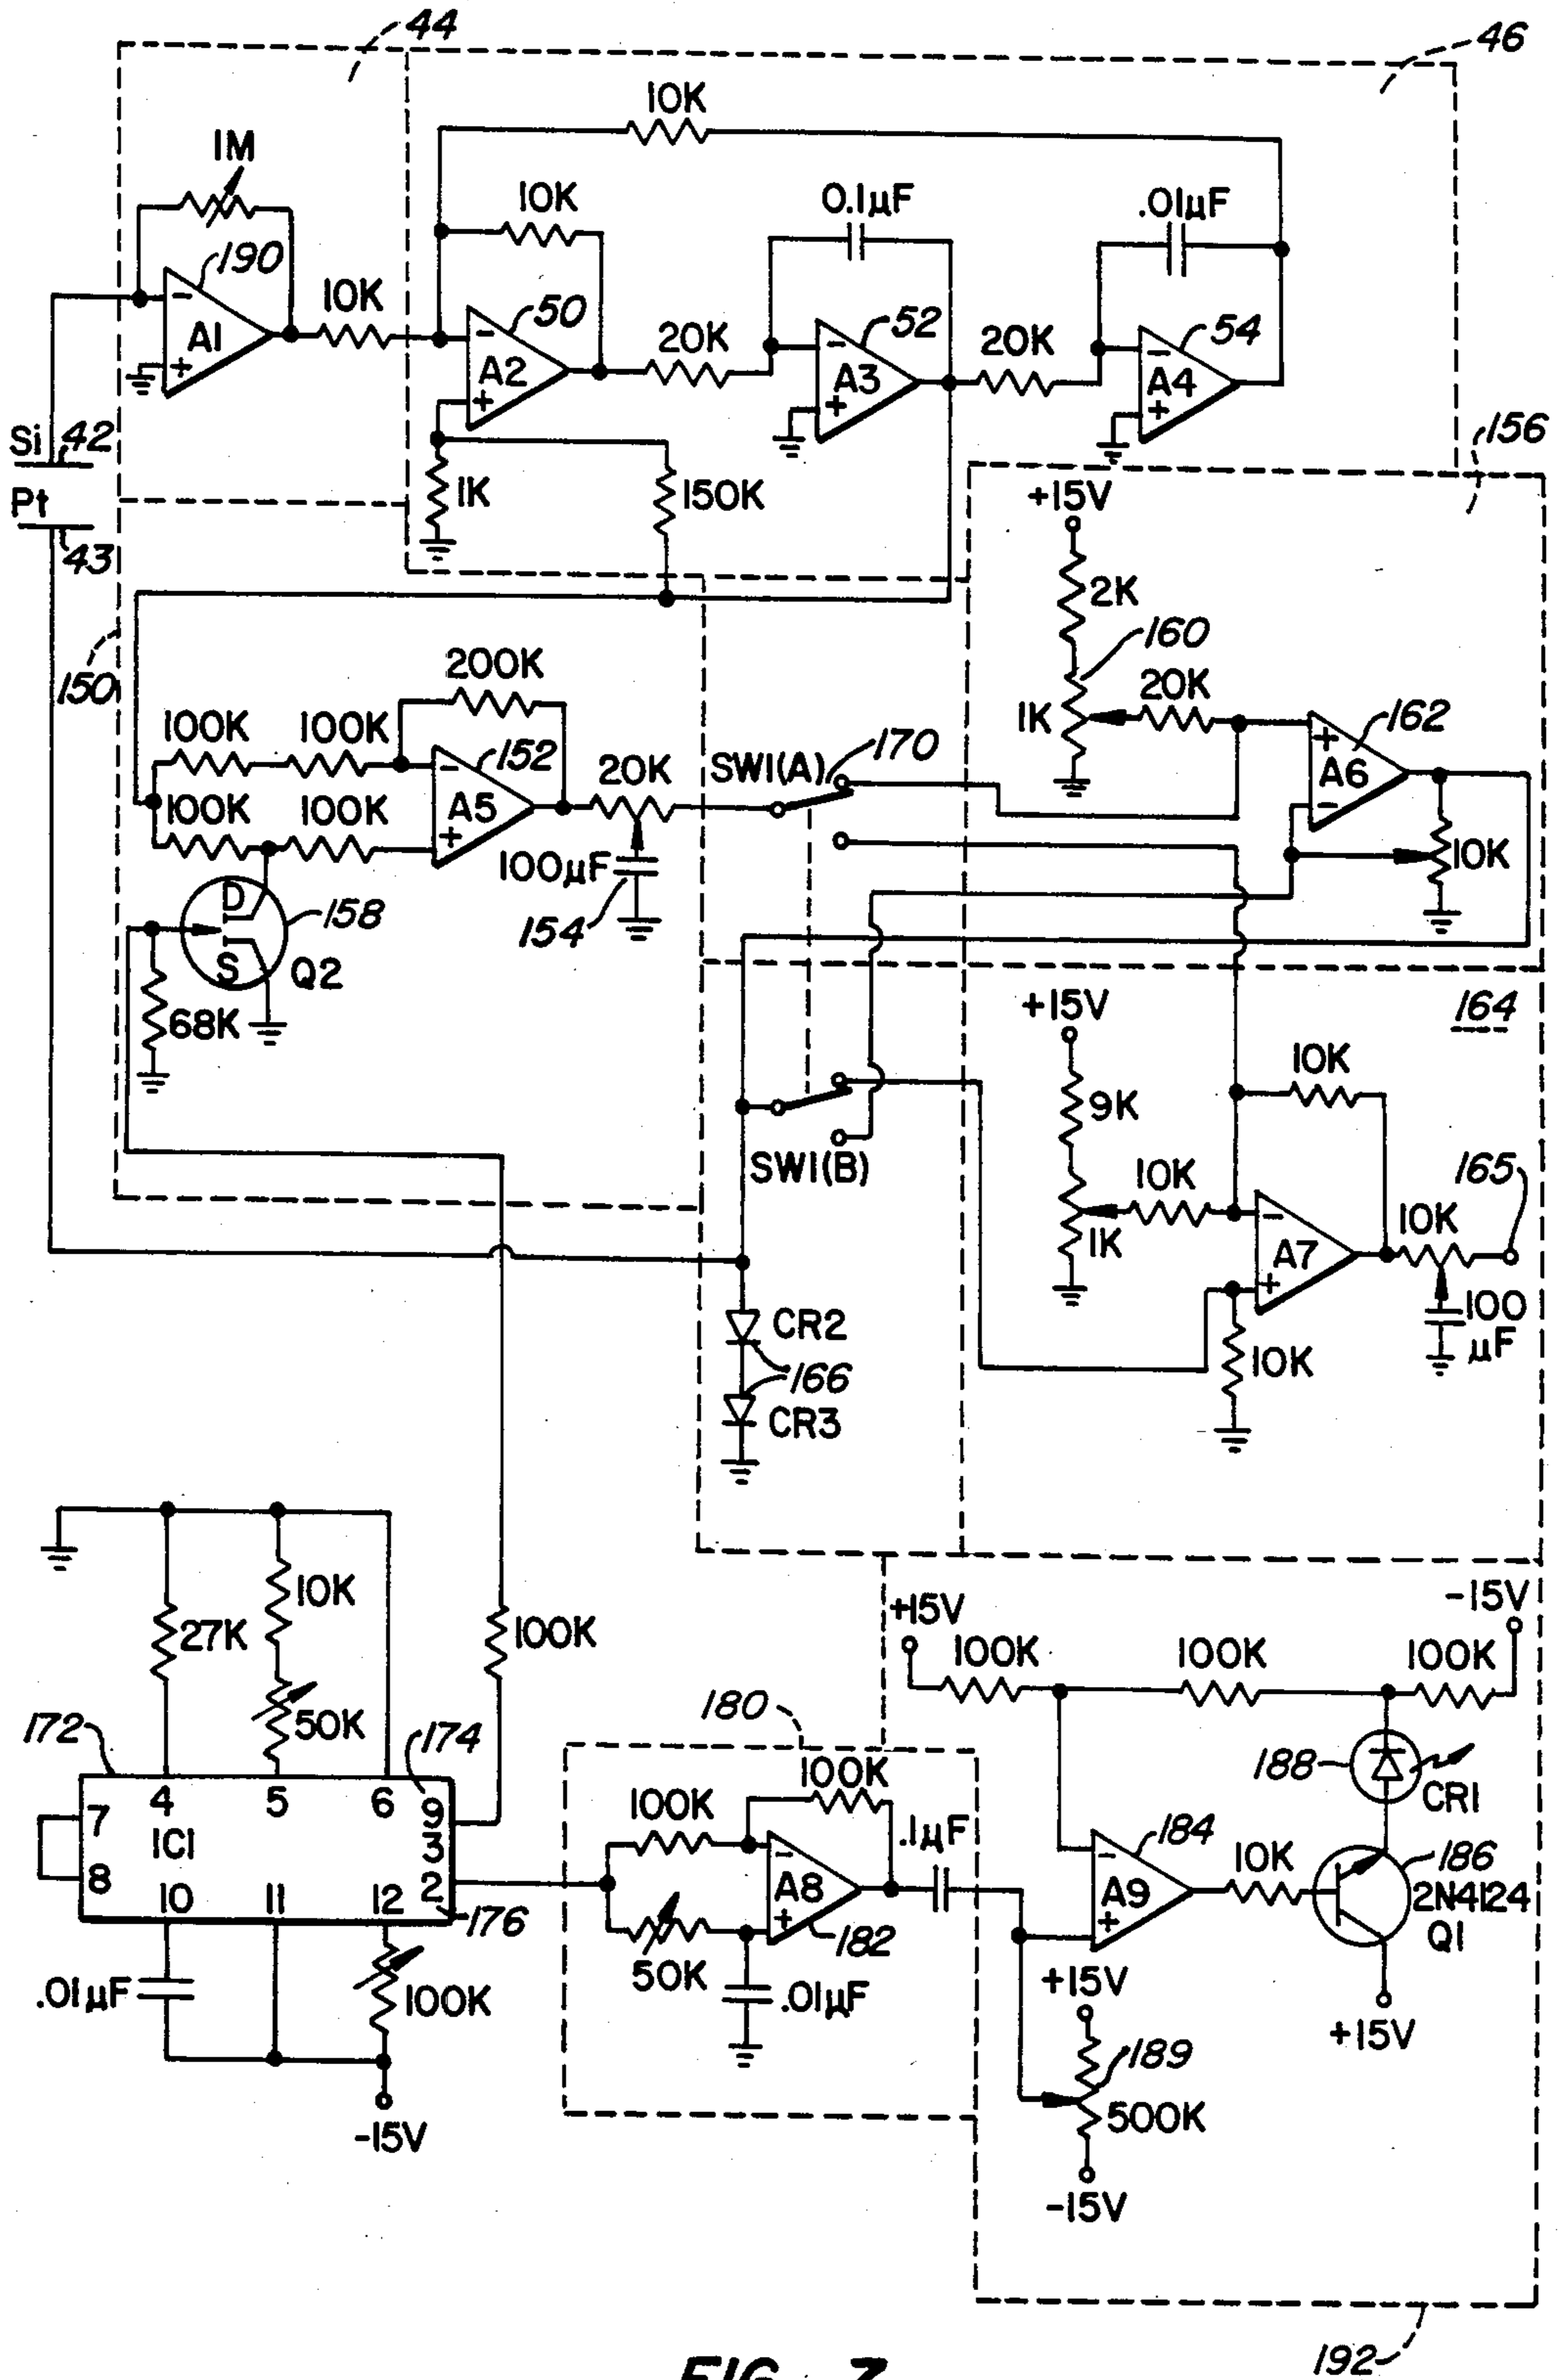 44
46
10K
1M
10K
0.1µF
.01µF
190
10K
50
20K
52
20K
54
A1
A2
A3
A4
-
+
-
+
-
+
-
+
Si
42
Pt
43
1K
150K
156
+15V
2K
160
20K
1K
162
A6
+
-
10K
150
200K
100K
100K
152
100K
100K
A5
-
+
20K
100µF
154
SW1(A)
170
D
S
158
Q2
68K
164
+15V
9K
10K
10K
1K
A7
-
+
10K
165
100
µF
10K
SW1(B)
CR2
166
CR3
27K
10K
50K
100K
172
174
4
5
6
9
7
IC1
3
8
2
10
11
12
176
.01µF
100K
-15V
180
100K
100K
.1µF
A8
-
+
182
50K
.01µF
+15V
100K
100K
100K
-15V
188
CR1
184
A9
-
+
10K
186
2N4124
Q1
+15V
+15V
189
500K
-15V
192
FIG. 7